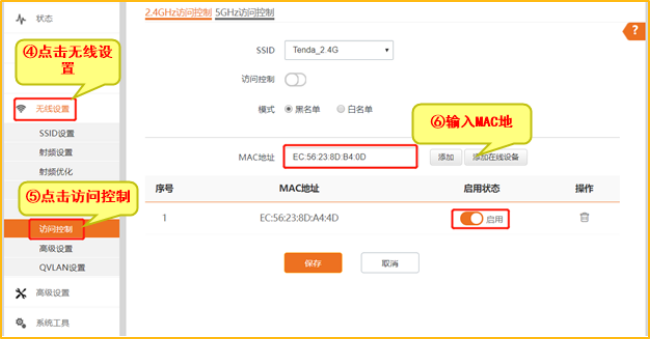 状态
④点击无线设
置
无线设置
SSID设置
射频设置
射频优化
⑤点击访问控制
访问控制
高级设置
QVLAN设置
高级设置
系统工具
2.4GHz访问控制 5GHz访问控制
?
SSID Tenda_2.4G
访问控制
模式 黑名单 白名单
⑥输入MAC地
MAC地址 EC:56:23:8D:B4:0D 添加 添加在线设备
序号 MAC地址 启用状态 操作
1 EC:56:23:8D:A4:4D 启用
保存 取消